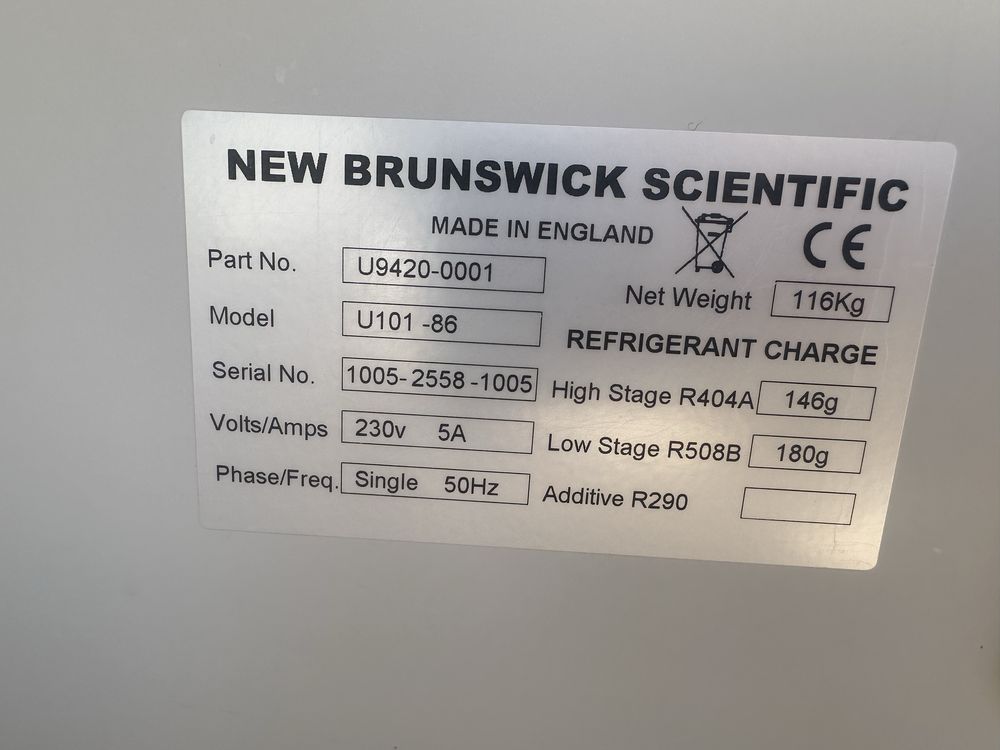 NEW BRUNSWICK SCIENTIFIC
MADE IN ENGLAND
CE
Part No. U9420-0001
Net Weight 116Kg
Model U101 -86
REFRIGERANT CHARGE
Serial No. 1005-2558-1005
High Stage R404A 146g
Volts/Amps 230v 5A
Low Stage R508B 180g
Phase/Freq. Single 50Hz
Additive R290